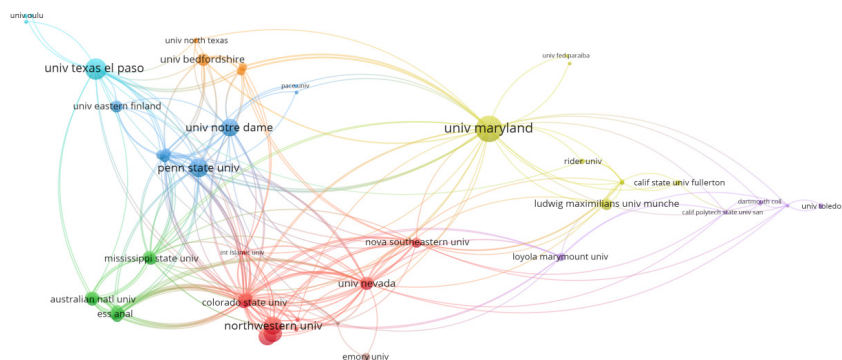 univ oulu
univ north texas
univ bedfordshire
univ fed paraiba
univ texas el paso
pace univ
univ eastern finland
univ notre dame
univ maryland
rider univ
penn state univ
calif state univ fullerton
dartmouth coll
ludwig maximilians univ munche
univ toledo
calif polytech state univ san
nova southeastern univ
int islamic univ
loyola marymount univ
mississippi state univ
univ nevada
australian natl univ
colorado state univ
ess anal
northwestern univ
emory univ